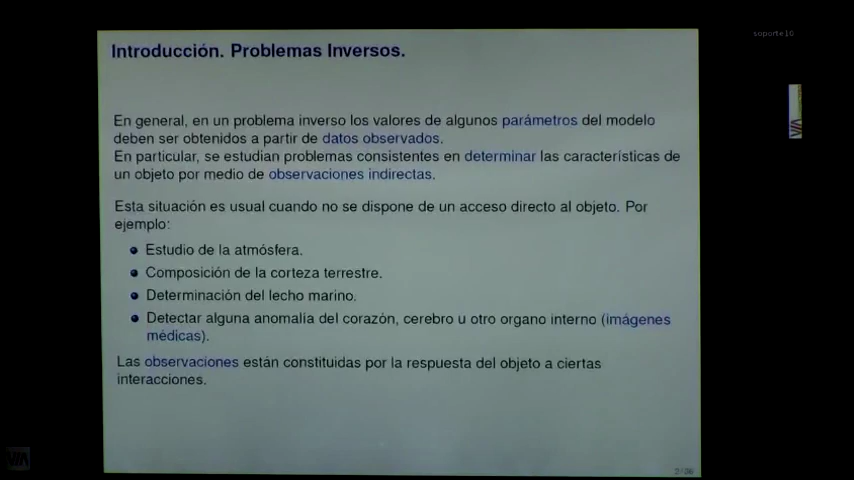 soporte10
Introducción. Problemas Inversos.
En general, en un problema inverso los valores de algunos parámetros del modelo
deben ser obtenidos a partir de datos observados.
En particular, se estudian problemas consistentes en determinar las características de
un objeto por medio de observaciones indirectas.
Esta situación es usual cuando no se dispone de un acceso directo al objeto. Por
ejemplo:
Estudio de la atmósfera.
Composición de la corteza terrestre.
Determinación del lecho marino.
Detectar alguna anomalía del corazón, cerebro u otro organo interno (imágenes
médicas).
Las observaciones están constituidas por la respuesta del objeto a ciertas
interacciones.